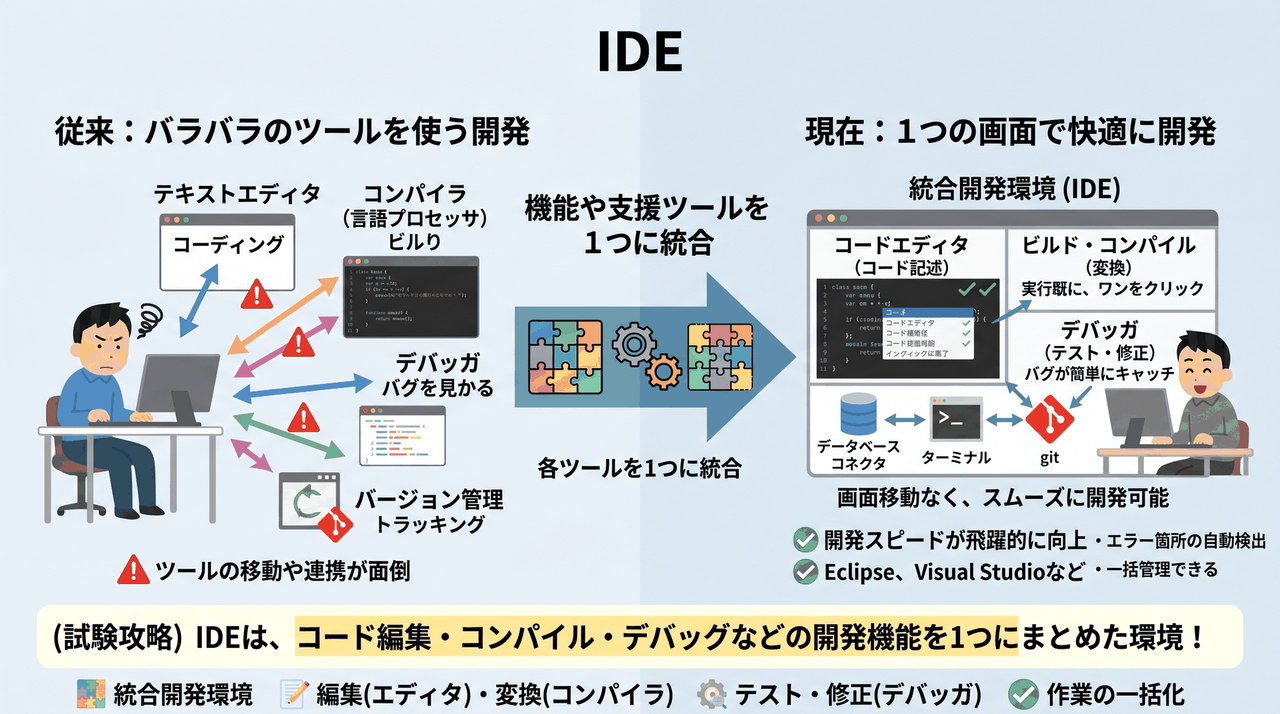 IDE
従来：バラバラのツールを使う開発
テキストエディタ
コーディング
コンパイラ
（言語プロセッサ）
ビルり
デバッガ
バグを見かる
バージョン管理
トラッキング
ツールの移動や連携が面倒
機能や支援ツールを
１つに統合
各ツールを1つに統合
現在：１つの画面で快適に開発
統合開発環境 (IDE)
コードエディタ
（コード記述）
コードエディタ
ビルド・コンパイル
（変換）
実行既に、ワンをクリック
デバッガ
（テスト・修正）
バグが簡単にキャッチ
データベース
コネクタ
>_
ターミナル
git
画面移動なく、スムーズに開発可能
開発スピードが飛躍的に向上・エラー箇所の自動検出
Eclipse、Visual Studioなど・一括管理できる
(試験攻略) IDEは、コード編集・コンパイル・デバッグなどの開発機能を1つにまとめた環境！
統合開発環境
編集(エディタ)・変換(コンパイラ)
テスト・修正(デバッガ)
作業の一括化